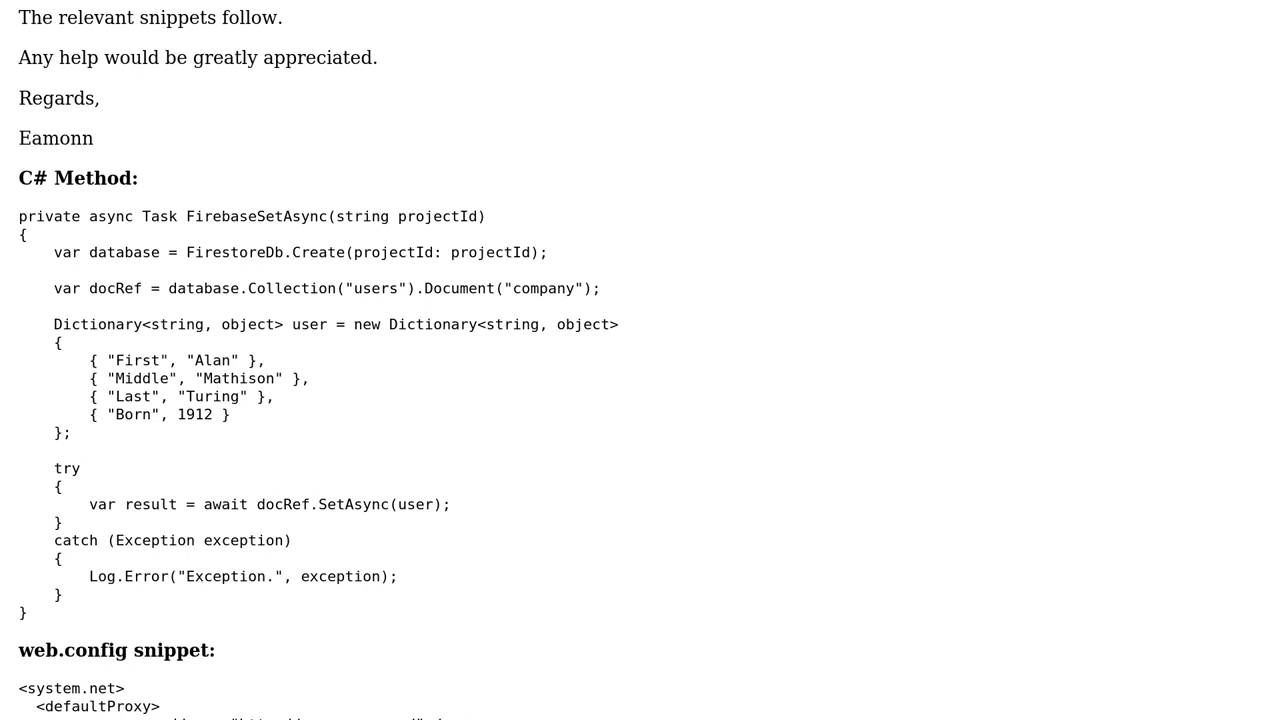 The relevant snippets follow.
Any help would be greatly appreciated.
Regards,
Eamonn
C# Method:
private async Task FirebaseSetAsync(string projectId)
{
    var database = FirestoreDb.Create(projectId: projectId);
    var docRef = database.Collection("users").Document("company");
    Dictionary<string, object> user = new Dictionary<string, object>
    {
        { "First", "Alan" },
        { "Middle", "Mathison" },
        { "Last", "Turing" },
        { "Born", 1912 }
    };
    try
    {
        var result = await docRef.SetAsync(user);
    }
    catch (Exception exception)
    {
        Log.Error("Exception.", exception);
    }
}
web.config snippet:
<system.net>
  <defaultProxy>